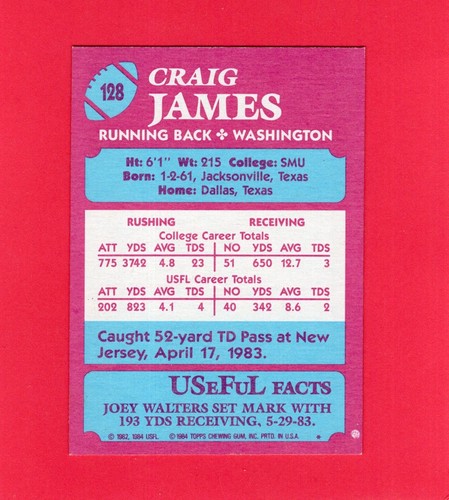 128
CRAIG
JAMES
RUNNING BACK ✤ WASHINGTON
Ht: 6'1" Wt: 215 College: SMU
Born: 1-2-61, Jacksonville, Texas
Home: Dallas, Texas
RUSHING RECEIVING
College Career Totals
ATT YDS AVG TDS NO YDS AVG TDS
775 3742 4.8 23 51 650 12.7 3
USFL Career Totals
ATT YDS AVG TDS NO YDS AVG TDS
202 823 4.1 4 40 342 8.6 2
Caught 52-yard TD Pass at New
Jersey, April 17, 1983.
USeFuL FACTS
JOEY WALTERS SET MARK WITH
193 YDS RECEIVING, 5-29-83.
© 1982, 1984 USFL © 1984 TOPPS CHEWING GUM, INC. PRTD. IN U.S.A. *